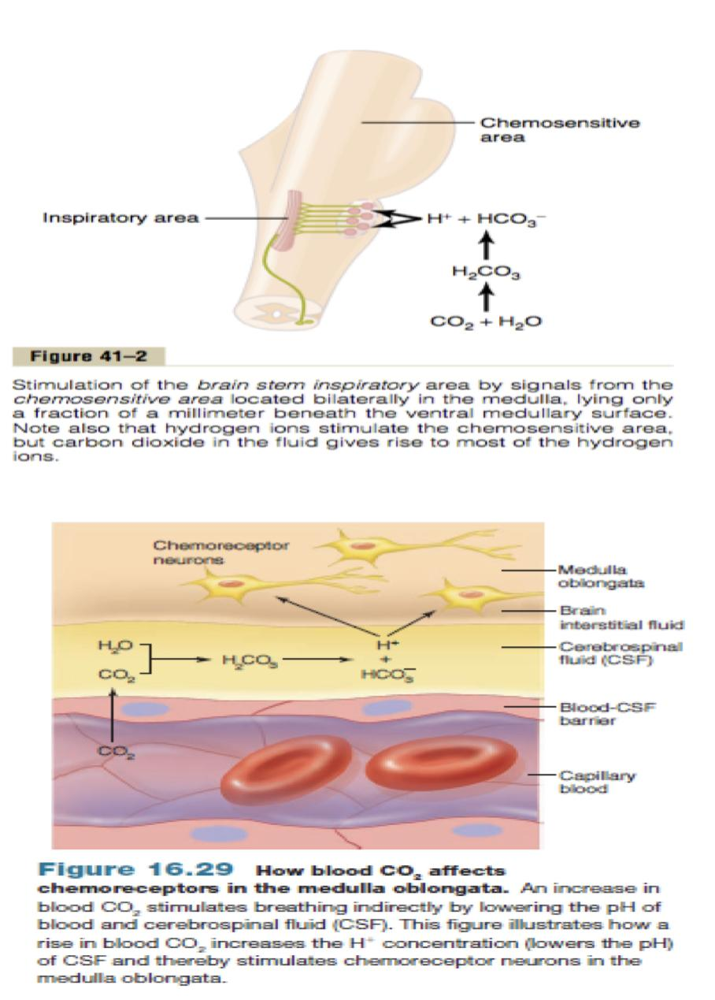 Chemosensitive
area
Inspiratory area
H⁺ + HCO₃⁻
H₂CO₃
CO₂ + H₂O
Figure 41–2
Stimulation of the brain stem inspiratory area by signals from the
chemosensitive area located bilaterally in the medulla, lying only
a fraction of a millimeter beneath the ventral medullary surface.
Note also that hydrogen ions stimulate the chemosensitive area,
but carbon dioxide in the fluid gives rise to most of the hydrogen
ions.
Chemoreceptor
neurons
Medulla
oblongata
Brain
interstitial fluid
H₂O
CO₂
H₂CO₃
H⁺
+
HCO₃⁻
Cerebrospinal
fluid (CSF)
Blood-CSF
barrier
CO₂
Capillary
blood
Figure 16.29 How blood CO₂ affects
chemoreceptors in the medulla oblongata. An increase in
blood CO₂ stimulates breathing indirectly by lowering the pH of
blood and cerebrospinal fluid (CSF). This figure illustrates how a
rise in blood CO₂ increases the H⁺ concentration (lowers the pH)
of CSF and thereby stimulates chemoreceptor neurons in the
medulla oblongata.